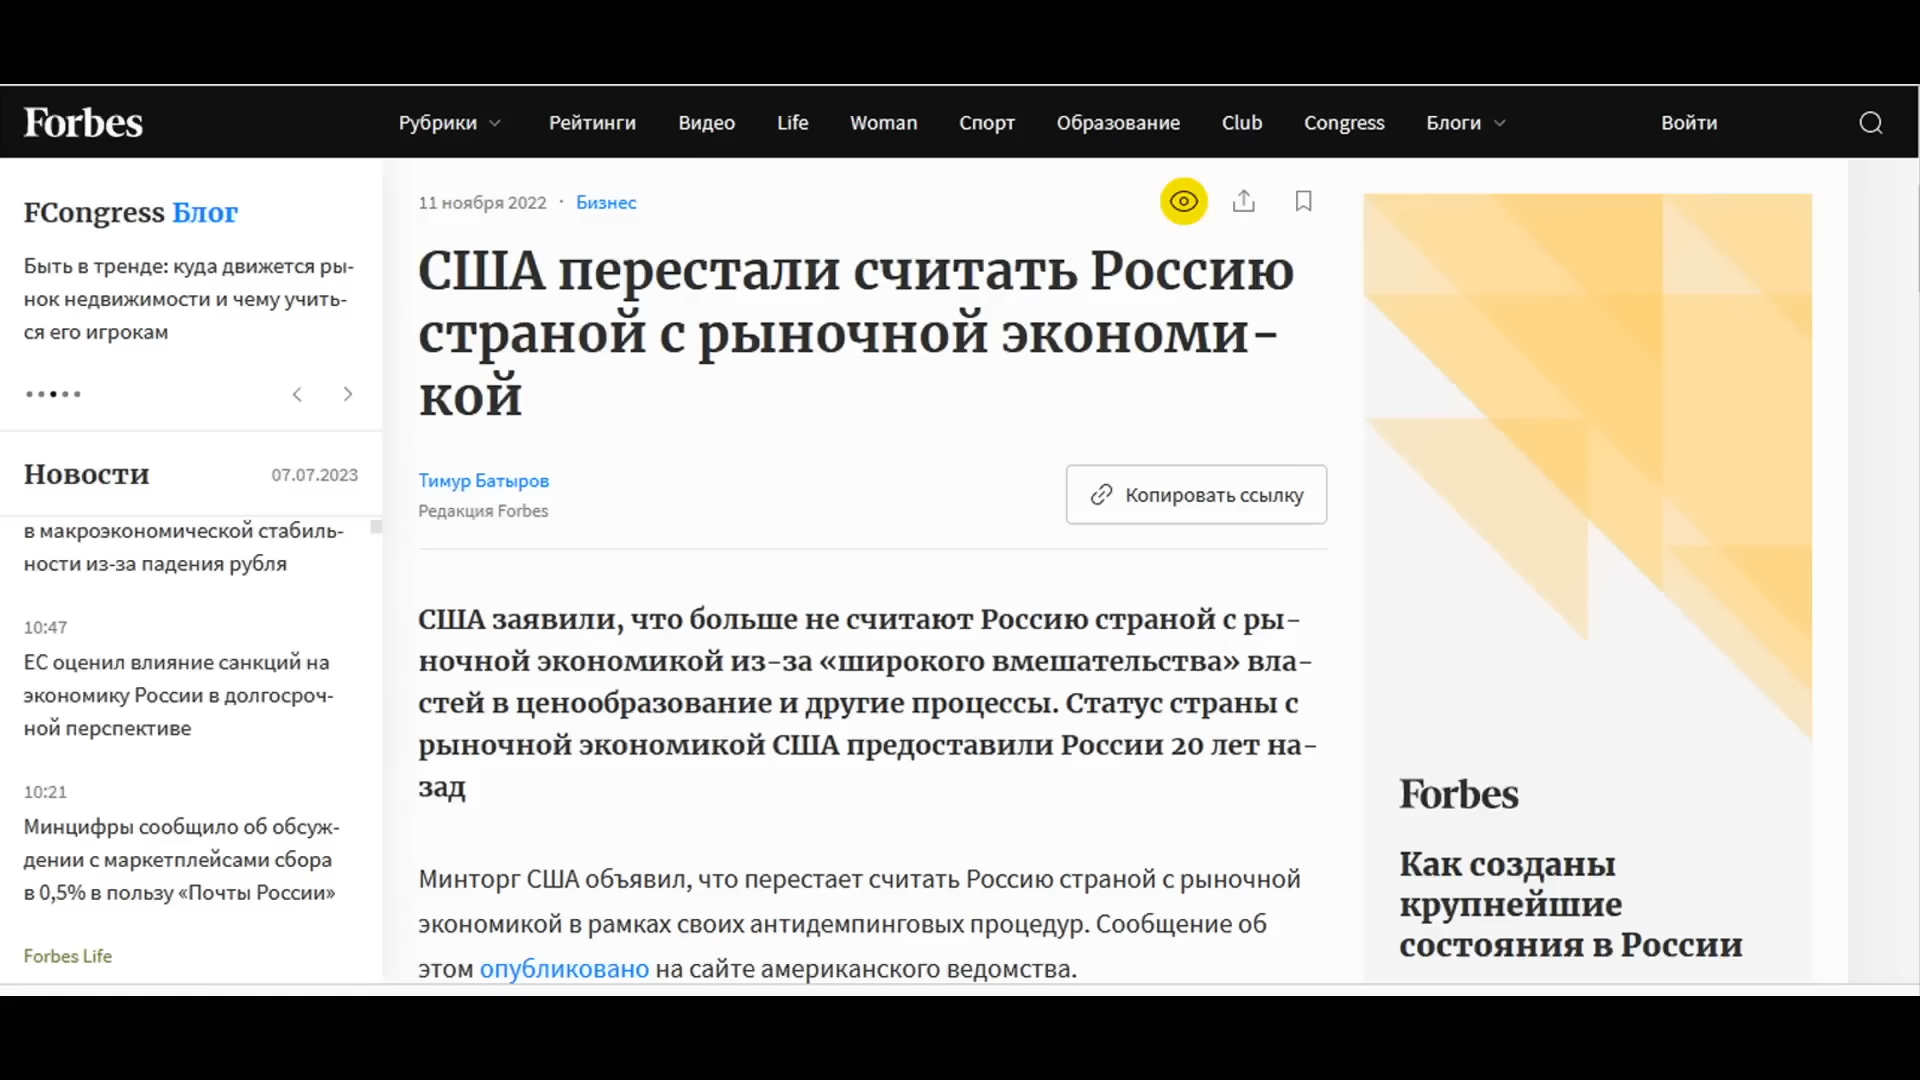 Forbes
Рубрики Рейтинги Видео Life Woman Спорт Образование Club Congress Блоги Войти
FCongress Блог
Быть в тренде: куда движется ры-
нок недвижимости и чему учить-
ся его игрокам
Новости 07.07.2023
в макроэкономической стабиль-
ности из-за падения рубля
10:47
ЕС оценил влияние санкций на
экономику России в долгосроч-
ной перспективе
10:21
Минцифры сообщило об обсуж-
дении с маркетплейсами сбора
в 0,5% в пользу «Почты России»
Forbes Life
11 ноября 2022 · Бизнес
США перестали считать Россию
страной с рыночной экономи-
кой
Тимур Батыров
Редакция Forbes
Копировать ссылку
США заявили, что больше не считают Россию страной с ры-
ночной экономикой из-за «широкого вмешательства» вла-
стей в ценообразование и другие процессы. Статус страны с
рыночной экономикой США предоставили России 20 лет на-
зад
Минторг США объявил, что перестает считать Россию страной с рыночной
экономикой в рамках своих антидемпинговых процедур. Сообщение об
этом опубликовано на сайте американского ведомства.
Forbes
Как созданы
крупнейшие
состояния в России